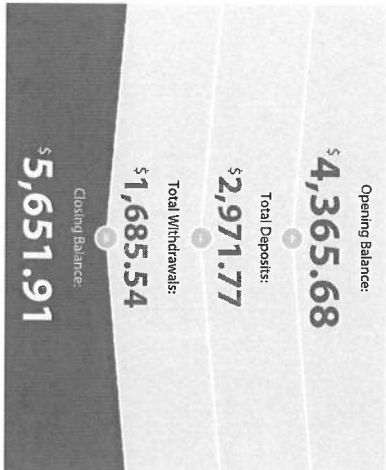 Opening Balance:
$4,365.68
+
Total Deposits:
$2,971.77
Total Withdrawals:
$1,685.54
Closing Balance:
$5,651.91